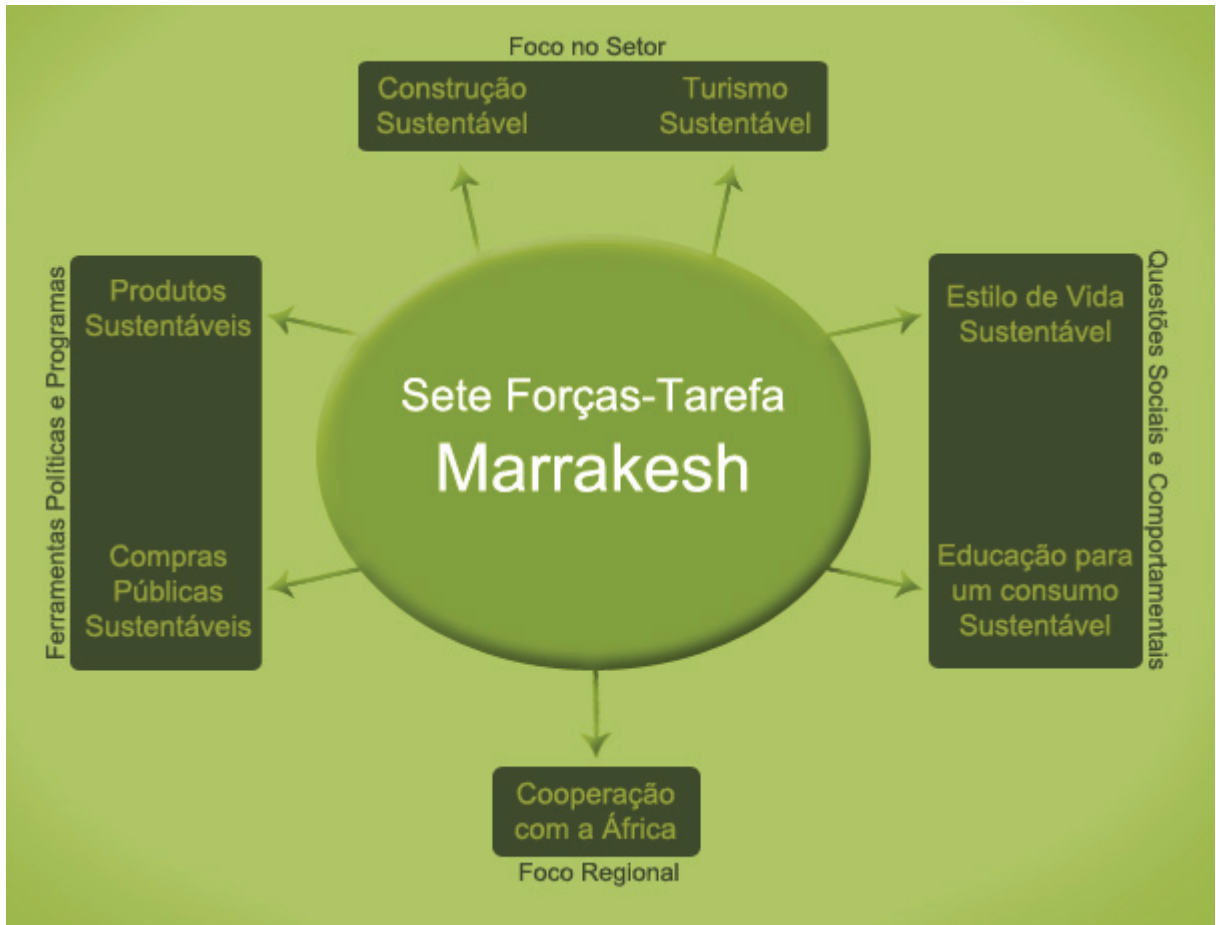 Foco no Setor
Construção
Sustentável
Turismo
Sustentável
Ferramentas Políticas e Programas
Produtos
Sustentáveis
Compras
Públicas
Sustentáveis
Sete Forças-Tarefa
Marrakesh
Estilo de Vida
Sustentável
Educação para
um consumo
Sustentável
Questões Sociais e Comportamentais
Cooperação
com a África
Foco Regional